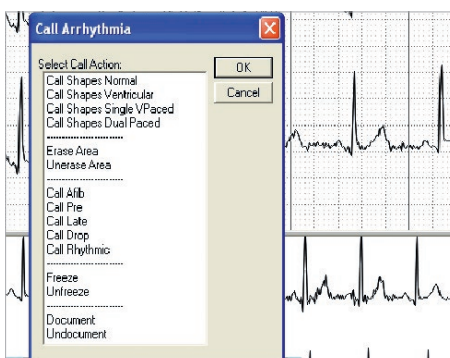 Call Arrhythmia
Select Call Action:
OK
Cancel
Call Shapes Normal
Call Shapes Ventricular
Call Shapes Single VPaced
Call Shapes Dual Paced
Erase Area
Unerase Area
Call Afib
Call Pre
Call Late
Call Drop
Call Rhythmic
Freeze
Unfreeze
Document
Undocument